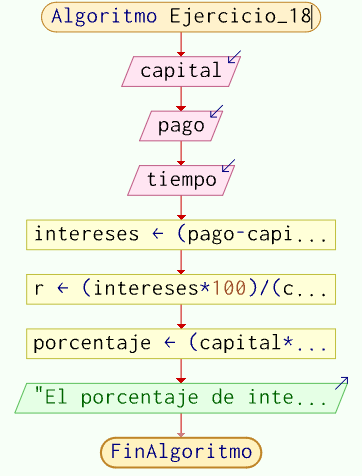 Algoritmo Ejercicio_18
capital
pago
tiempo
intereses ← (pago-capi...
r ← (intereses*100)/(c...
porcentaje ← (capital*...
"El porcentaje de inte...
FinAlgoritmo